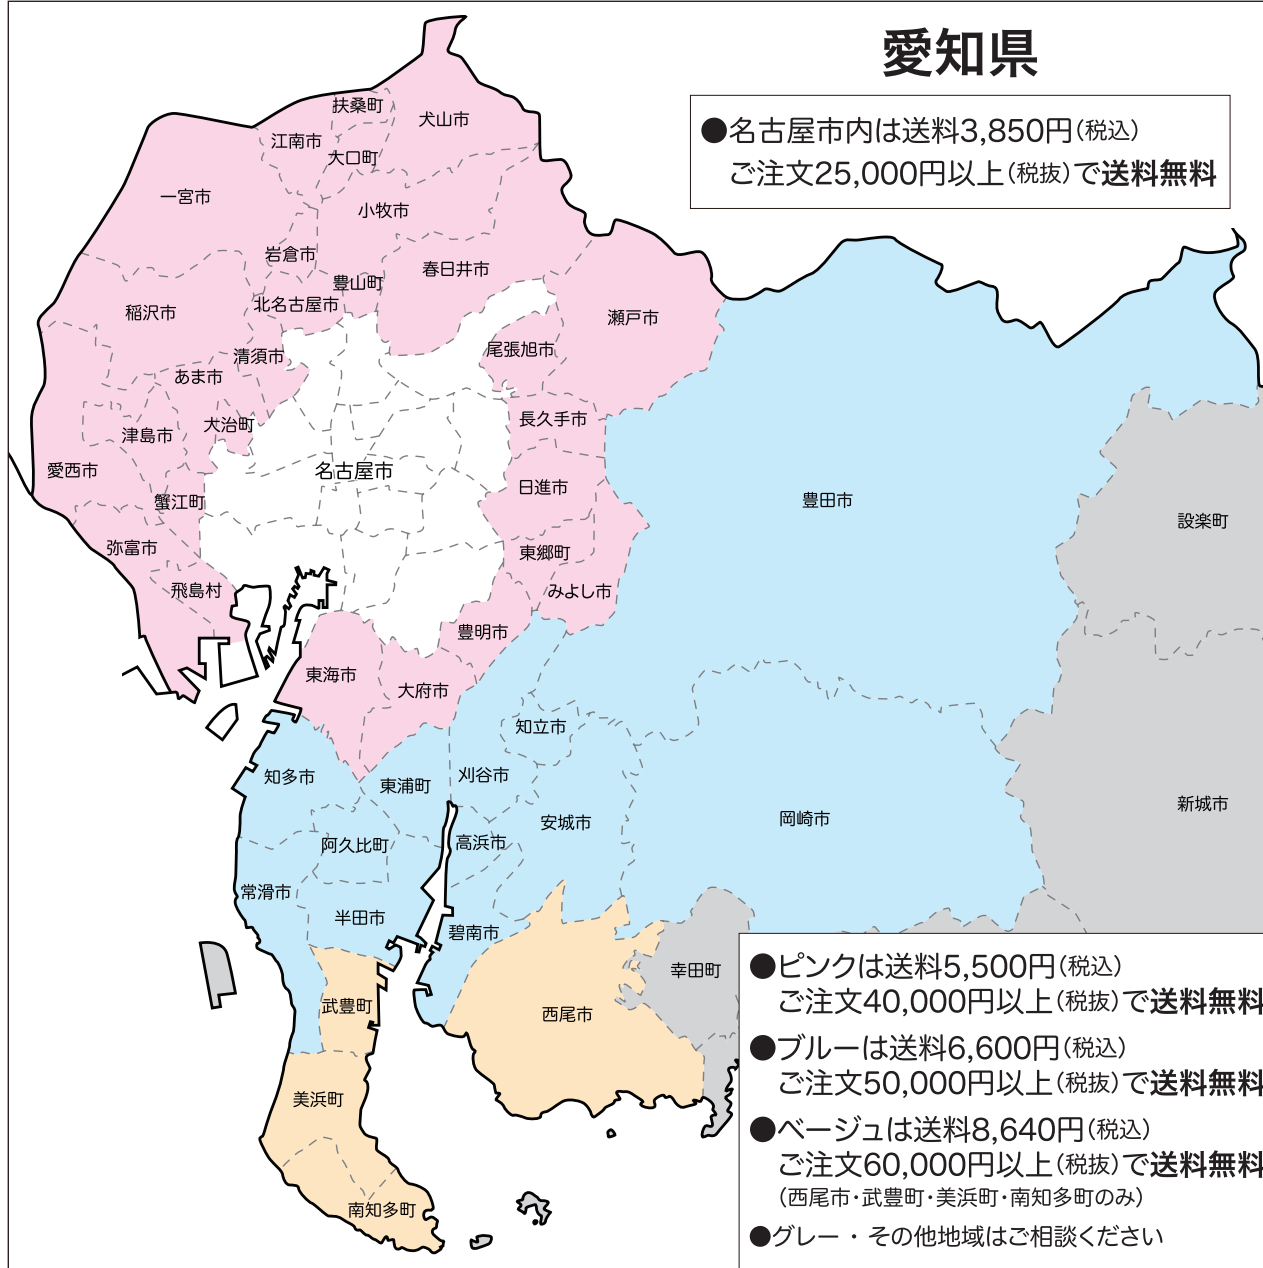 愛知県
●名古屋市内は送料3,850円(税込)
ご注文25,000円以上(税抜)で送料無料
扶桑町
犬山市
江南市
大口町
一宮市
小牧市
岩倉市
春日井市
豊山町
北名古屋市
稲沢市
瀬戸市
尾張旭市
清須市
あま市
長久手市
大治町
津島市
愛西市
名古屋市
日進市
蟹江町
豊田市
設楽町
弥富市
東郷町
飛島村
みよし市
豊明市
東海市
大府市
知立市
知多市
刈谷市
東浦町
新城市
岡崎市
安城市
高浜市
阿久比町
常滑市
半田市
碧南市
幸田町
武豊町
西尾市
美浜町
南知多町
●ピンクは送料5,500円(税込)
ご注文40,000円以上(税抜)で送料無料
●ブルーは送料6,600円(税込)
ご注文50,000円以上(税抜)で送料無料
●ベージュは送料8,640円(税込)
ご注文60,000円以上(税抜)で送料無料
(西尾市・武豊町・美浜町・南知多町のみ)
●グレー・その他地域はご相談ください